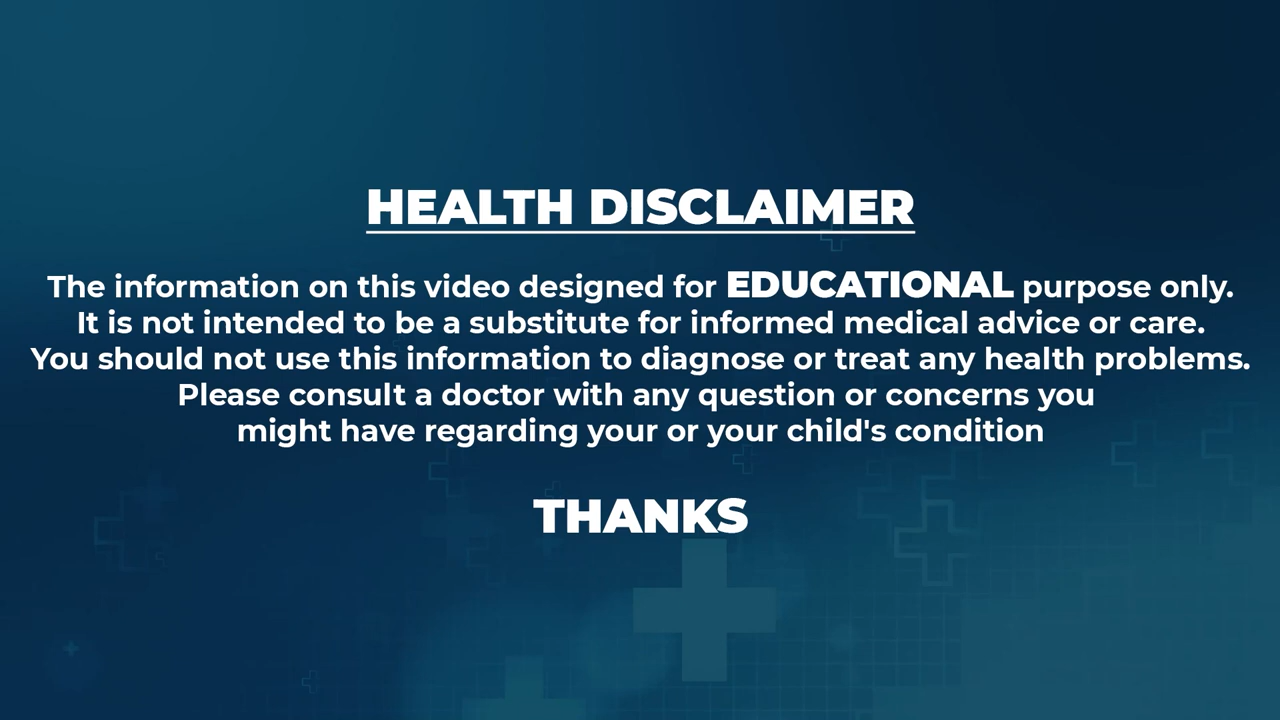 HEALTH DISCLAIMER
The information on this video designed for EDUCATIONAL purpose only.
It is not intended to be a substitute for informed medical advice or care.
You should not use this information to diagnose or treat any health problems.
Please consult a doctor with any question or concerns you
might have regarding your or your child's condition
THANKS